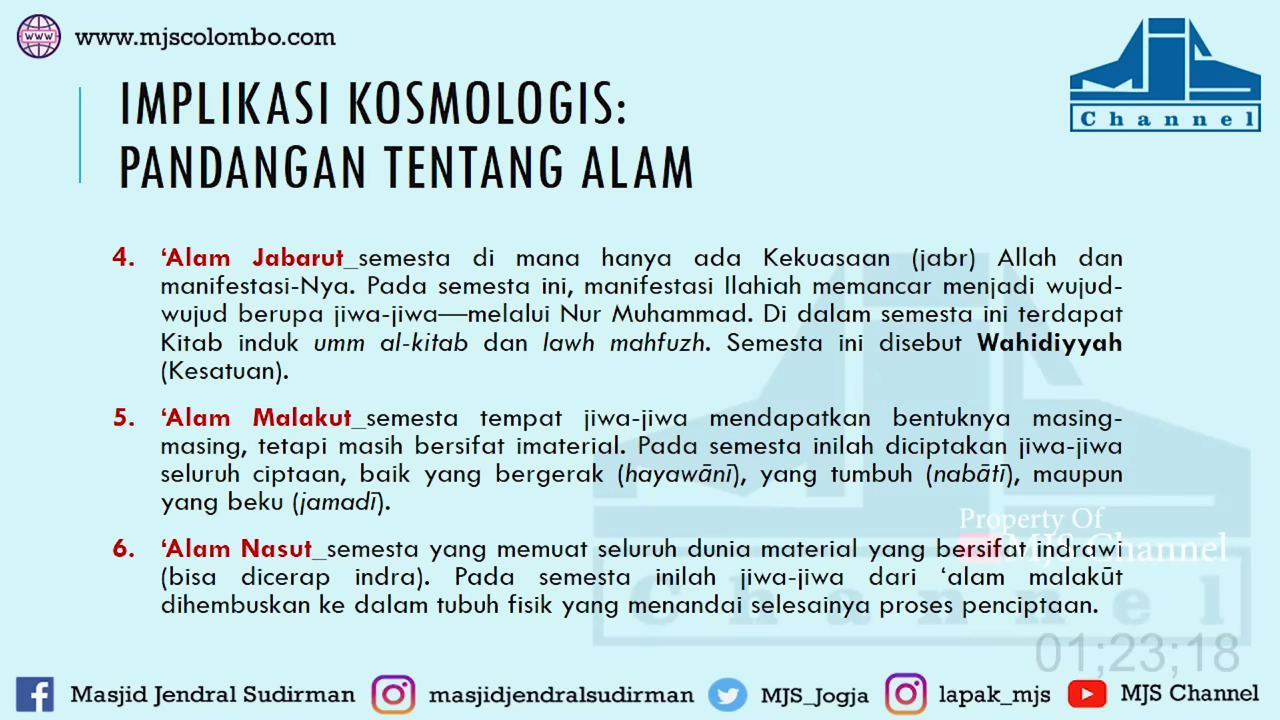 www.mjscolombo.com
MJS
Channel
IMPLIKASI KOSMOLOGIS:
PANDANGAN TENTANG ALAM
4. ‘Alam Jabarut_semesta di mana hanya ada Kekuasaan (jabr) Allah dan
manifestasi-Nya. Pada semesta ini, manifestasi Ilahiah memancar menjadi wujud-
wujud berupa jiwa-jiwa—melalui Nur Muhammad. Di dalam semesta ini terdapat
Kitab induk umm al-kitab dan lawh mahfuzh. Semesta ini disebut Wahidiyyah
(Kesatuan).
5. ‘Alam Malakut_semesta tempat jiwa-jiwa mendapatkan bentuknya masing-
masing, tetapi masih bersifat imaterial. Pada semesta inilah diciptakan jiwa-jiwa
seluruh ciptaan, baik yang bergerak (hayawānī), yang tumbuh (nabātī), maupun
yang beku (jamadī).
Property Of
MJS Channel
6. ‘Alam Nasut_semesta yang memuat seluruh dunia material yang bersifat indrawi
(bisa dicerap indra). Pada semesta inilah jiwa-jiwa dari ‘alam malakūt
dihembuskan ke dalam tubuh fisik yang menandai selesainya proses penciptaan.
Channel
01;23;18
Masjid Jendral Sudirman masjidjendralsudirman MJS_Jogja lapak_mjs MJS Channel